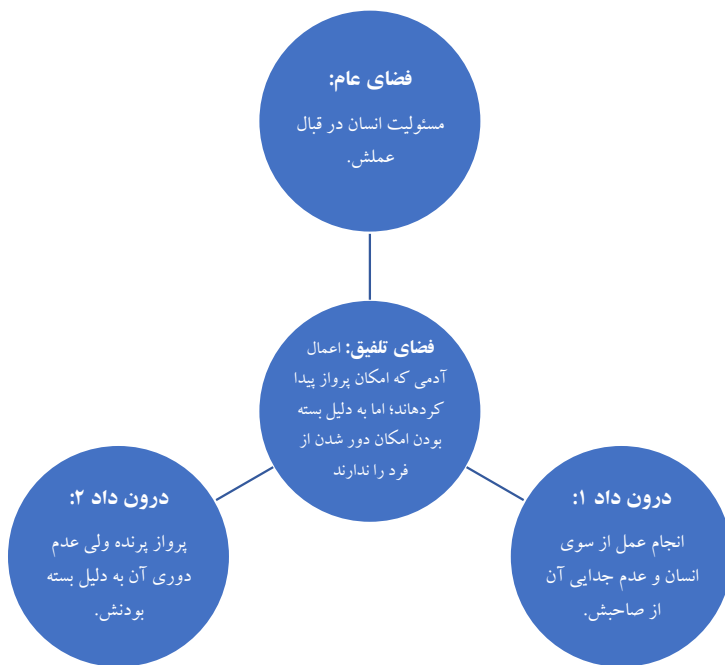 فضای عام:
مسئولیت انسان در قبال
عملش.
فضای تلفیق: اعمال
آدمی که امکان پرواز پیدا
کردهاند؛ اما به دلیل بسته
بودن امکان دور شدن از
فرد را ندارند
درون داد ۱:
انجام عمل از سوی
انسان و عدم جدایی آن
از صاحبش.
درون داد ۲:
پرواز پرنده ولی عدم
دوری آن به دلیل بسته
بودنش.